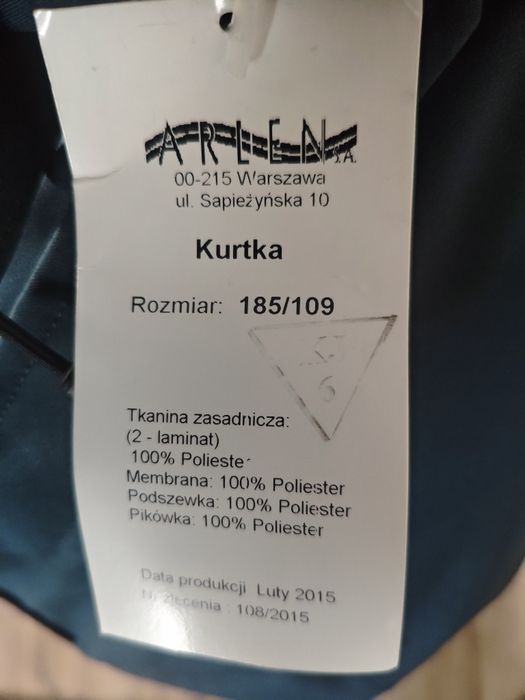 ARLEN S.A.
00-215 Warszawa
ul. Sapieżyńska 10
Kurtka
Rozmiar: 185/109
6
Tkanina zasadnicza:
(2 - laminat)
100% Poliester
Membrana: 100% Poliester
Podszewka: 100% Poliester
Pikówka: 100% Poliester
Data produkcji Luty 2015
Nr zlecenia : 108/2015